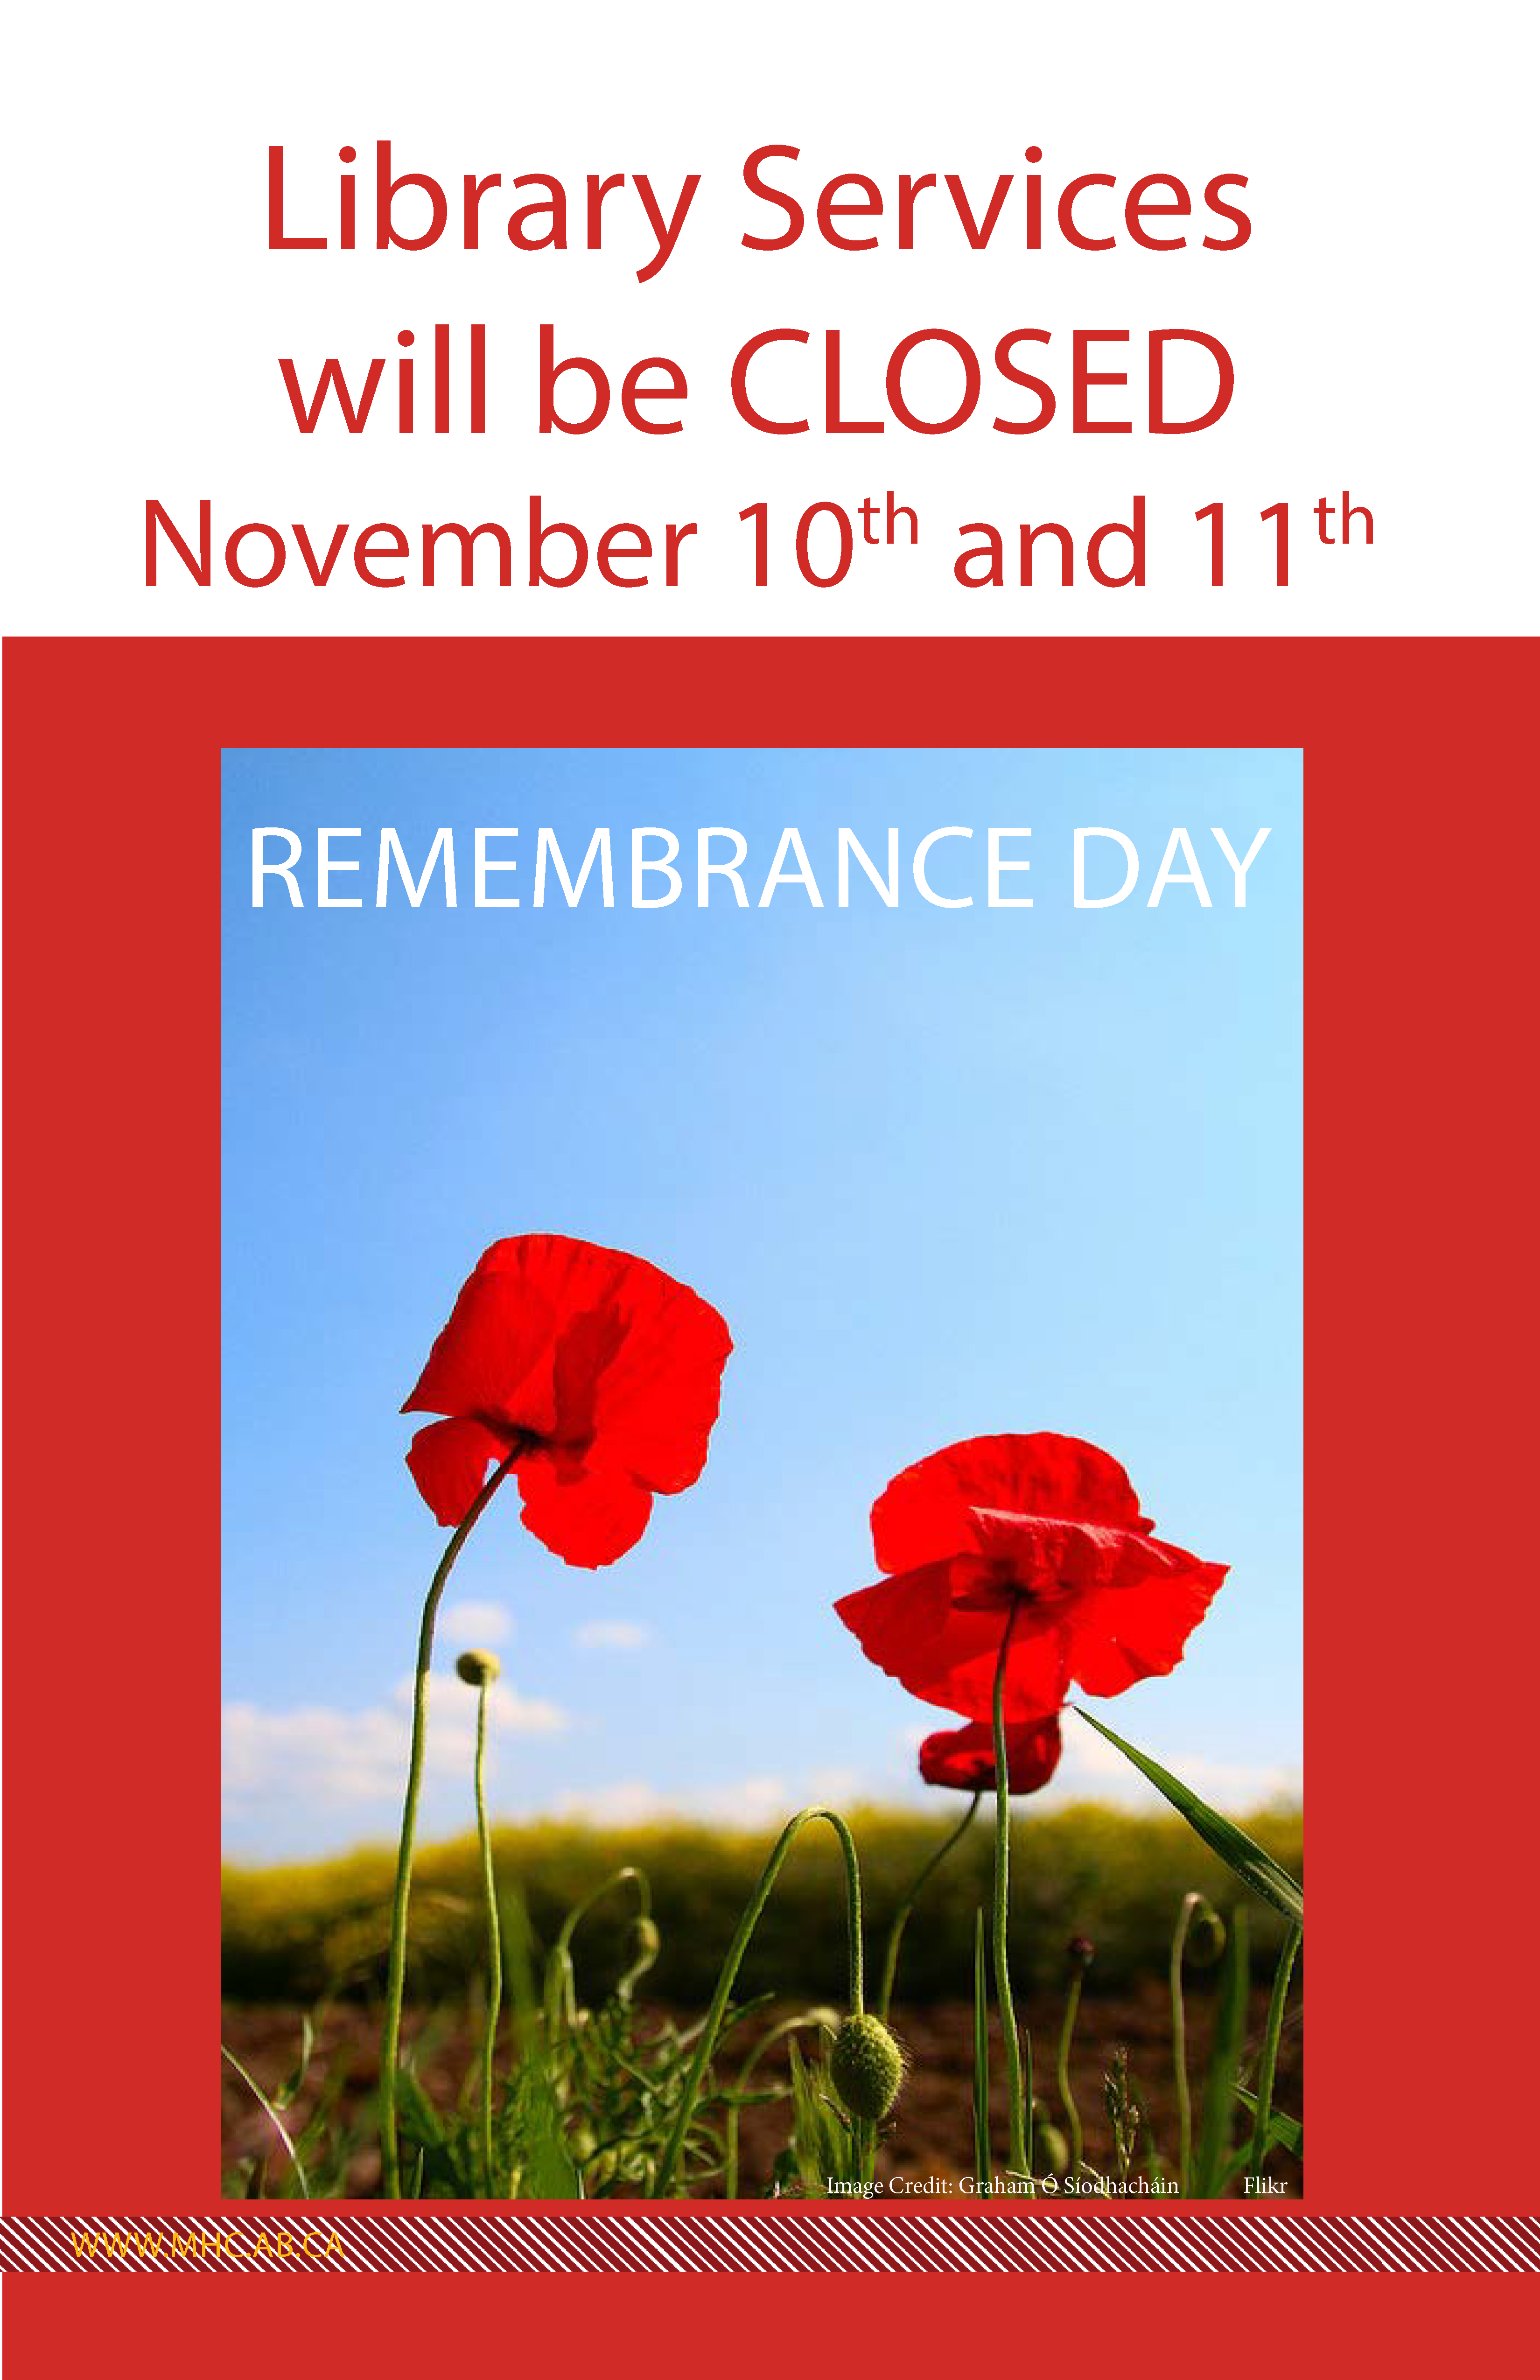 Library Services
will be CLOSED
November 10th and 11th
REMEMBRANCE DAY
Image Credit: Graham Ó Síodhacháin Flikr
WWW.MHC.AB.CA